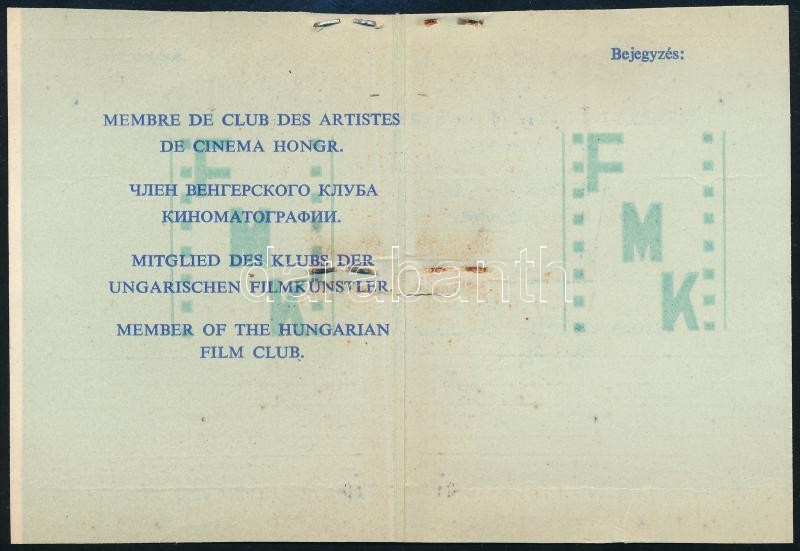 Bejegyzés:
MEMBRE DE CLUB DES ARTISTES
DE CINEMA HONGR.
ЧЛЕН ВЕНГЕРСКОГО КЛУБА
КИНОМАТОГРАФИИ.
MITGLIED DES KLUBS DER
UNGARISCHEN FILMKÜNSTLER.
MEMBER OF THE HUNGARIAN
FILM CLUB.
F
M
K
F
M
K
darabanth